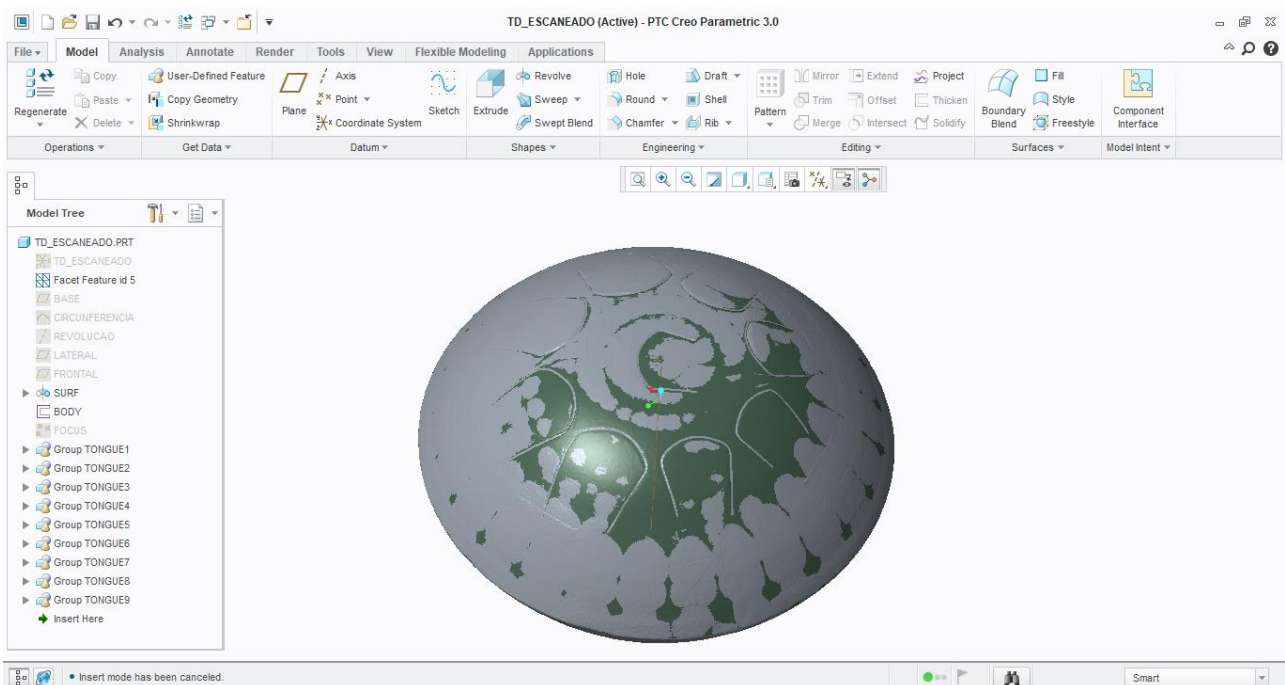 TD_ESCANEADO (Active) - PTC Creo Parametric 3.0
File Model Analysis Annotate Render Tools View Flexible Modeling Applications
Regenerate
Copy
Paste
Delete
Operations
User-Defined Feature
Copy Geometry
Shrinkwrap
Get Data
Plane
Axis
Point
Coordinate System
Sketch
Datum
Extrude
Revolve
Sweep
Swept Blend
Shapes
Hole
Round
Chamfer
Draft
Shell
Rib
Engineering
Pattern
Mirror
Trim
Merge
Extend
Offset
Intersect
Project
Thicken
Solidify
Editing
Boundary
Blend
Fill
Style
Freestyle
Surfaces
Component
Interface
Model Intent
Model Tree
TD_ESCANEADO.PRT
TD_ESCANEADO
Facet Feature id 5
BASE
CIRCUNFERENCIA
REVOLUCAO
LATERAL
FRONTAL
SURF
BODY
FOCUS
Group TONGUE1
Group TONGUE2
Group TONGUE3
Group TONGUE4
Group TONGUE5
Group TONGUE6
Group TONGUE7
Group TONGUE8
Group TONGUE9
Insert Here
• Insert mode has been canceled.
Smart